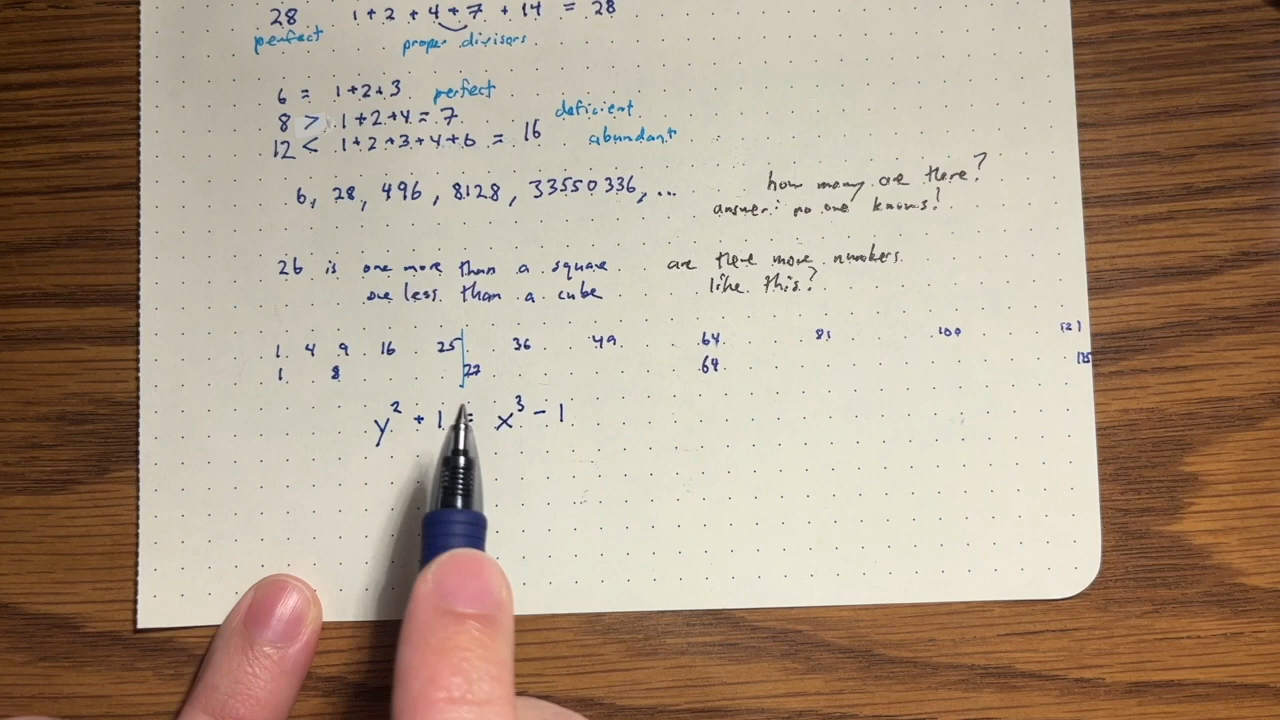 28 1 + 2 + 4 + 7 + 14 = 28
perfect proper divisors
6 = 1+2+3 perfect
8 > 1+2+4=7 deficient
12 < 1+2+3+4+6 = 16 abundant
6, 28, 496, 8128, 33550336, ... how many are there?
answer: no one knows!
26 is one more than a square are there more numbers
one less than a cube like this?
1 4 9 16 25 36 49 64 81 100 121
1 8 27 64 125
y² + 1 = x³ - 1